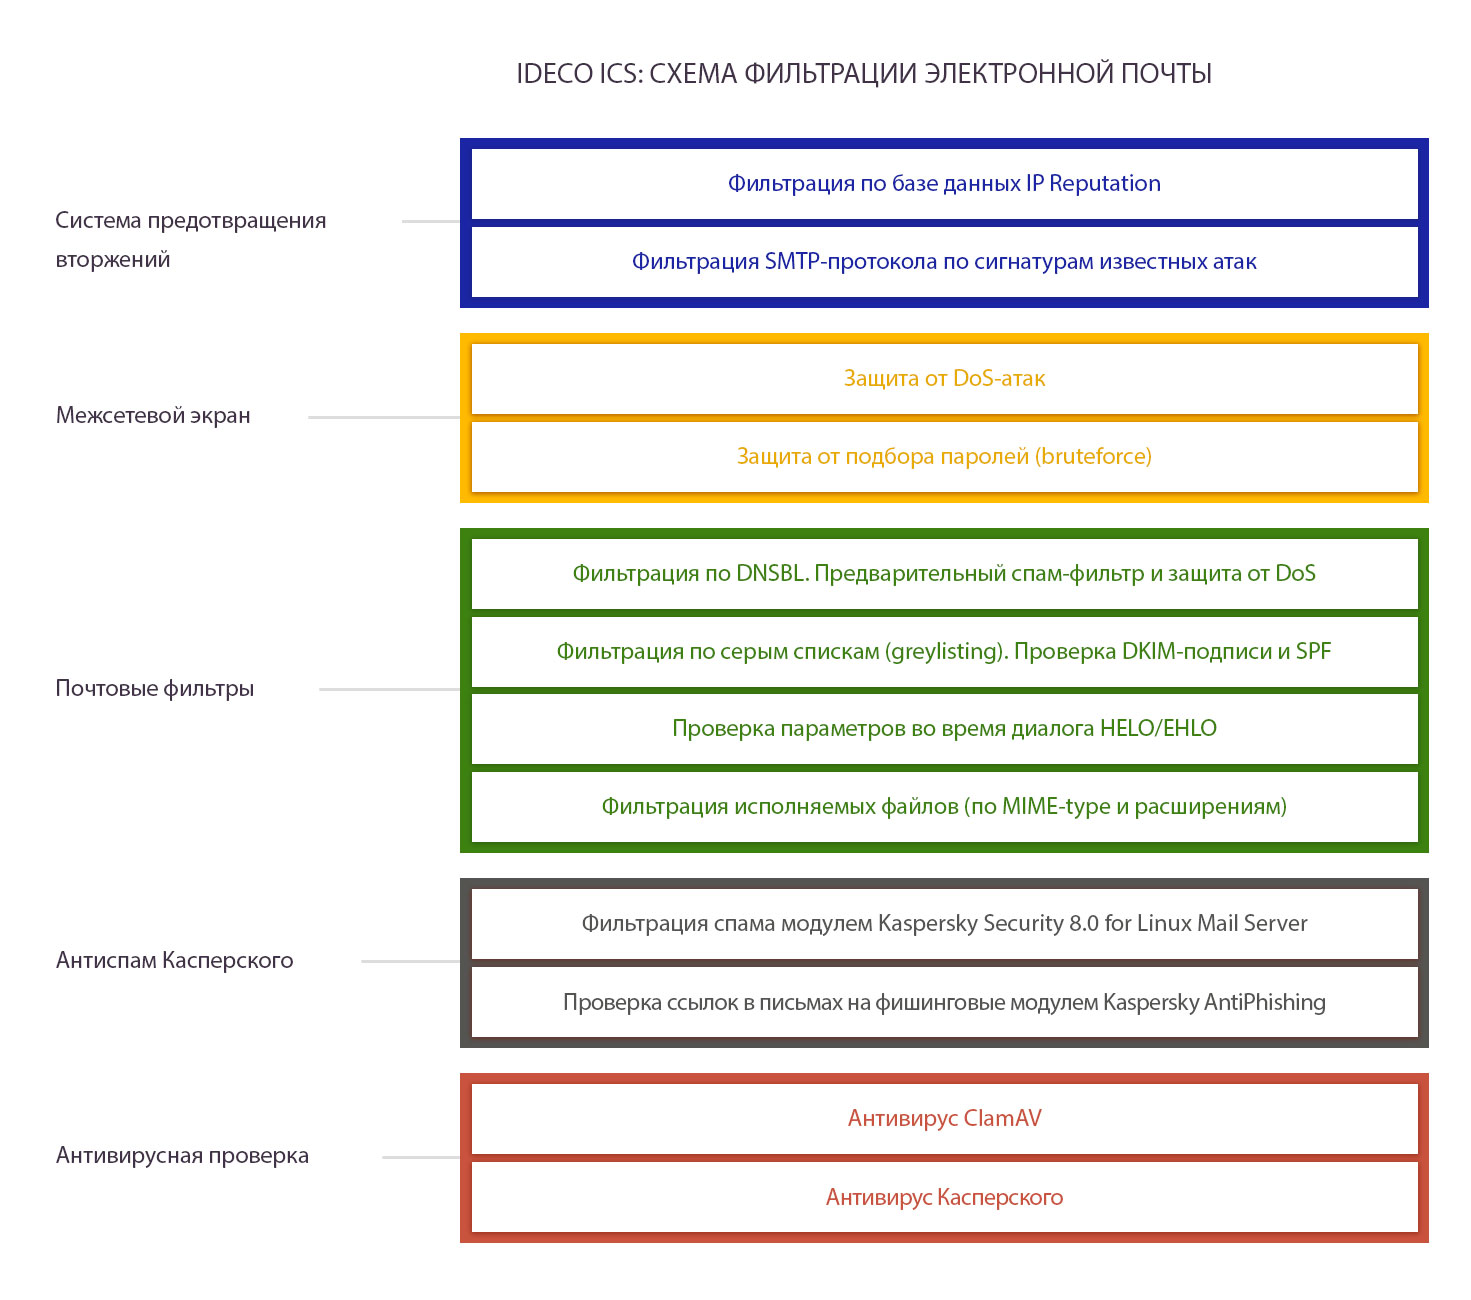 IDECO ICS: СХЕМА ФИЛЬТРАЦИИ ЭЛЕКТРОННОЙ ПОЧТЫ
Система предотвращения
вторжений
Фильтрация по базе данных IP Reputation
Фильтрация SMTP-протокола по сигнатурам известных атак
Межсетевой экран
Защита от DoS-атак
Защита от подбора паролей (bruteforce)
Почтовые фильтры
Фильтрация по DNSBL. Предварительный спам-фильтр и защита от DoS
Фильтрация по серым спискам (greylisting). Проверка DKIM-подписи и SPF
Проверка параметров во время диалога HELO/EHLO
Фильтрация исполняемых файлов (по MIME-type и расширениям)
Антиспам Касперского
Фильтрация спама модулем Kaspersky Security 8.0 for Linux Mail Server
Проверка ссылок в письмах на фишинговые модулем Kaspersky AntiPhishing
Антивирусная проверка
Антивирус ClamAV
Антивирус Касперского